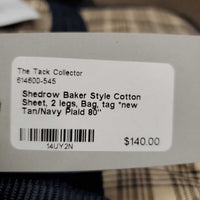 The Tack Collector
614600-545
Shedrow Baker Style Cotton
Sheet, 2 legs, Bag, tag *new
Tan/Navy Plaid 80"
14UY2N
$140.00